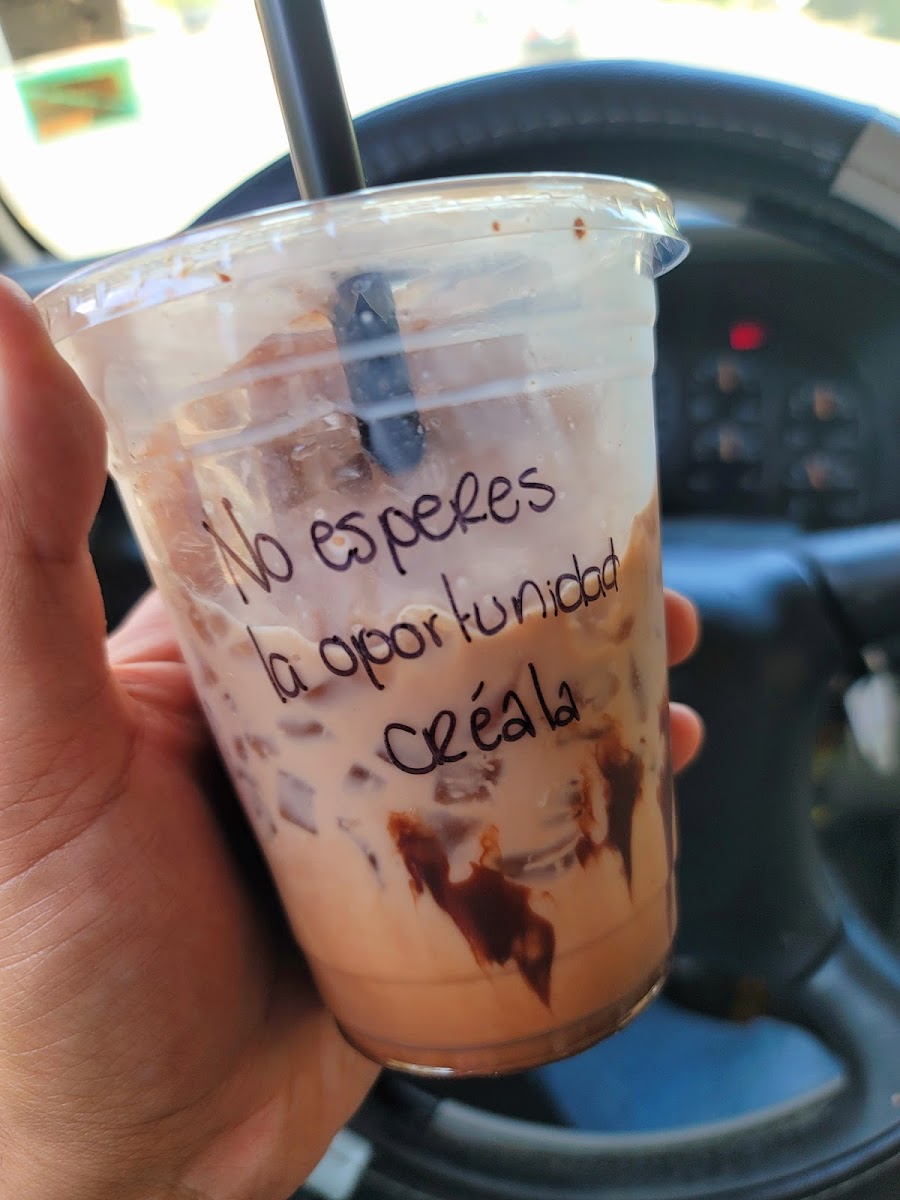 No esperes
la oportunidad
créala